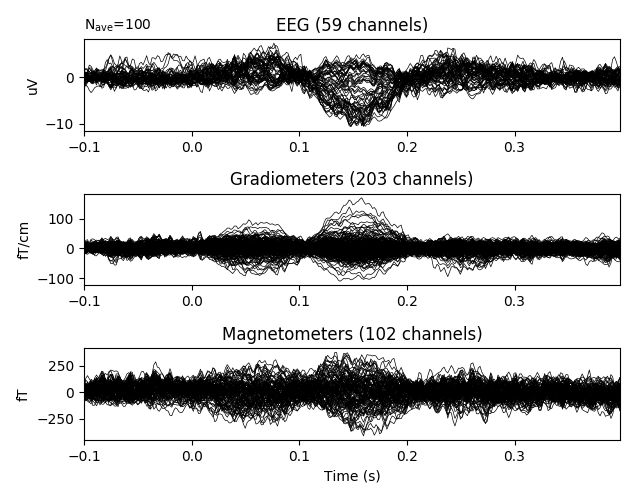 N_ave=100
EEG (59 channels)
uV
0
−10
−0.1 0.0 0.1 0.2 0.3
Gradiometers (203 channels)
fT/cm
100
0
−100
−0.1 0.0 0.1 0.2 0.3
Magnetometers (102 channels)
fT
250
0
−250
−0.1 0.0 0.1 0.2 0.3
Time (s)